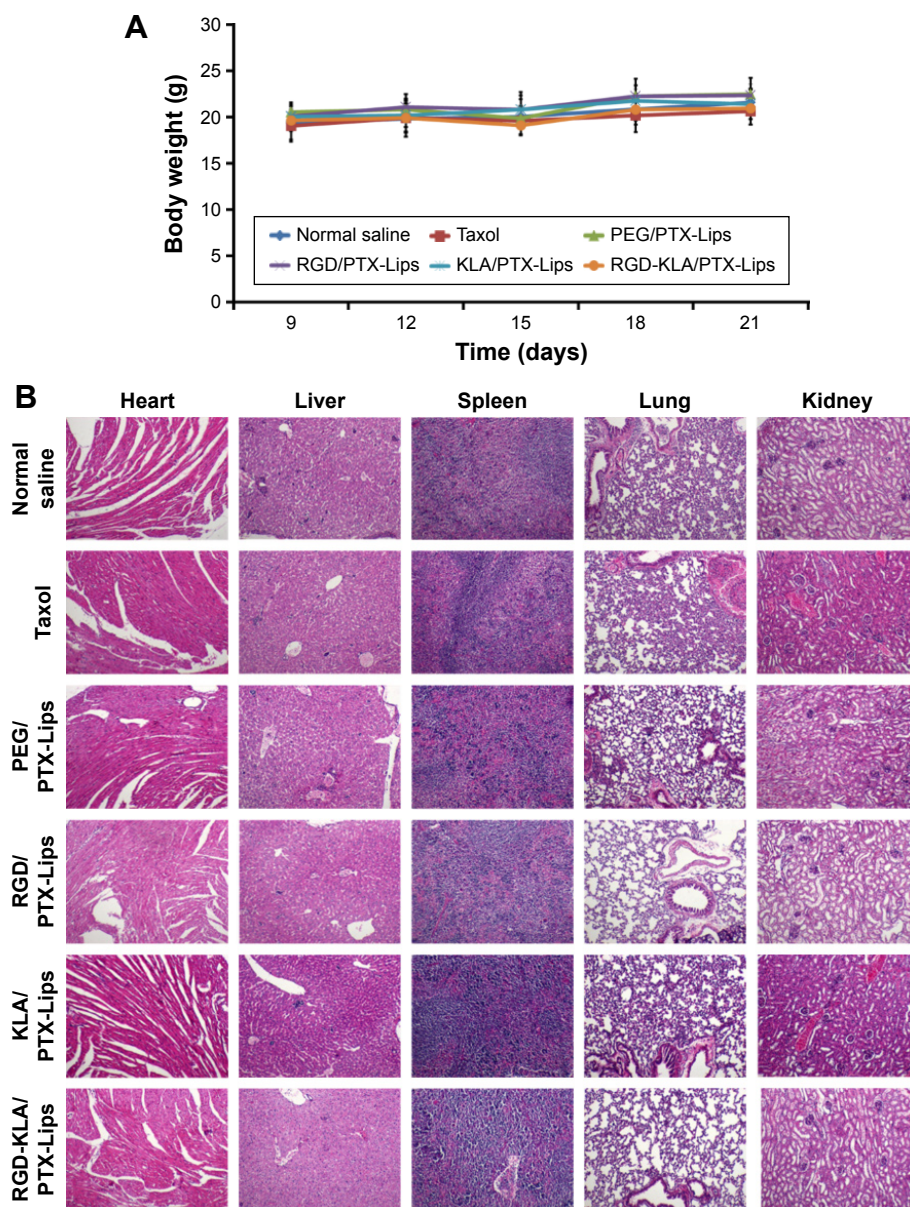 A
30
25
20
15
10
5
0
Body weight (g)
Normal saline Taxol PEG/PTX-Lips
RGD/PTX-Lips KLA/PTX-Lips RGD-KLA/PTX-Lips
9 12 15 18 21
Time (days)
B
Heart Liver Spleen Lung Kidney
Normal
saline
Taxol
PEG/
PTX-Lips
RGD/
PTX-Lips
KLA/
PTX-Lips
RGD-KLA/
PTX-Lips